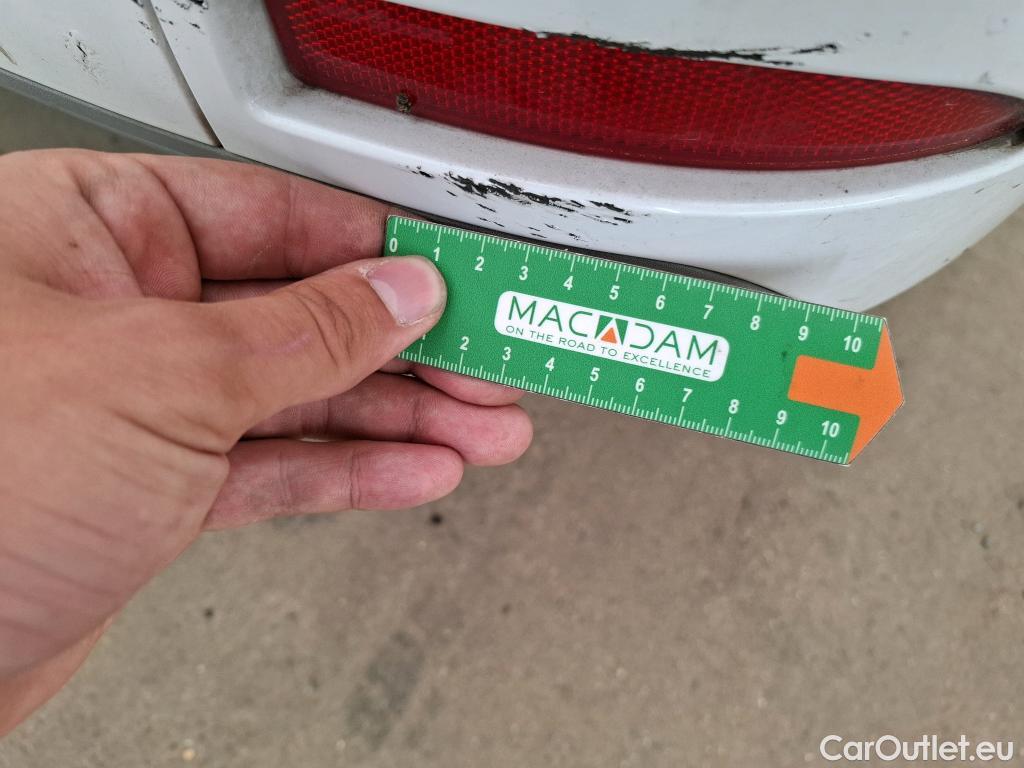 0 1 2 3 4 5 6 7 8 9 10
MACADAM
ON THE ROAD TO EXCELLENCE
2 3 4 5 6 7 8 9 10
CarOutlet.eu